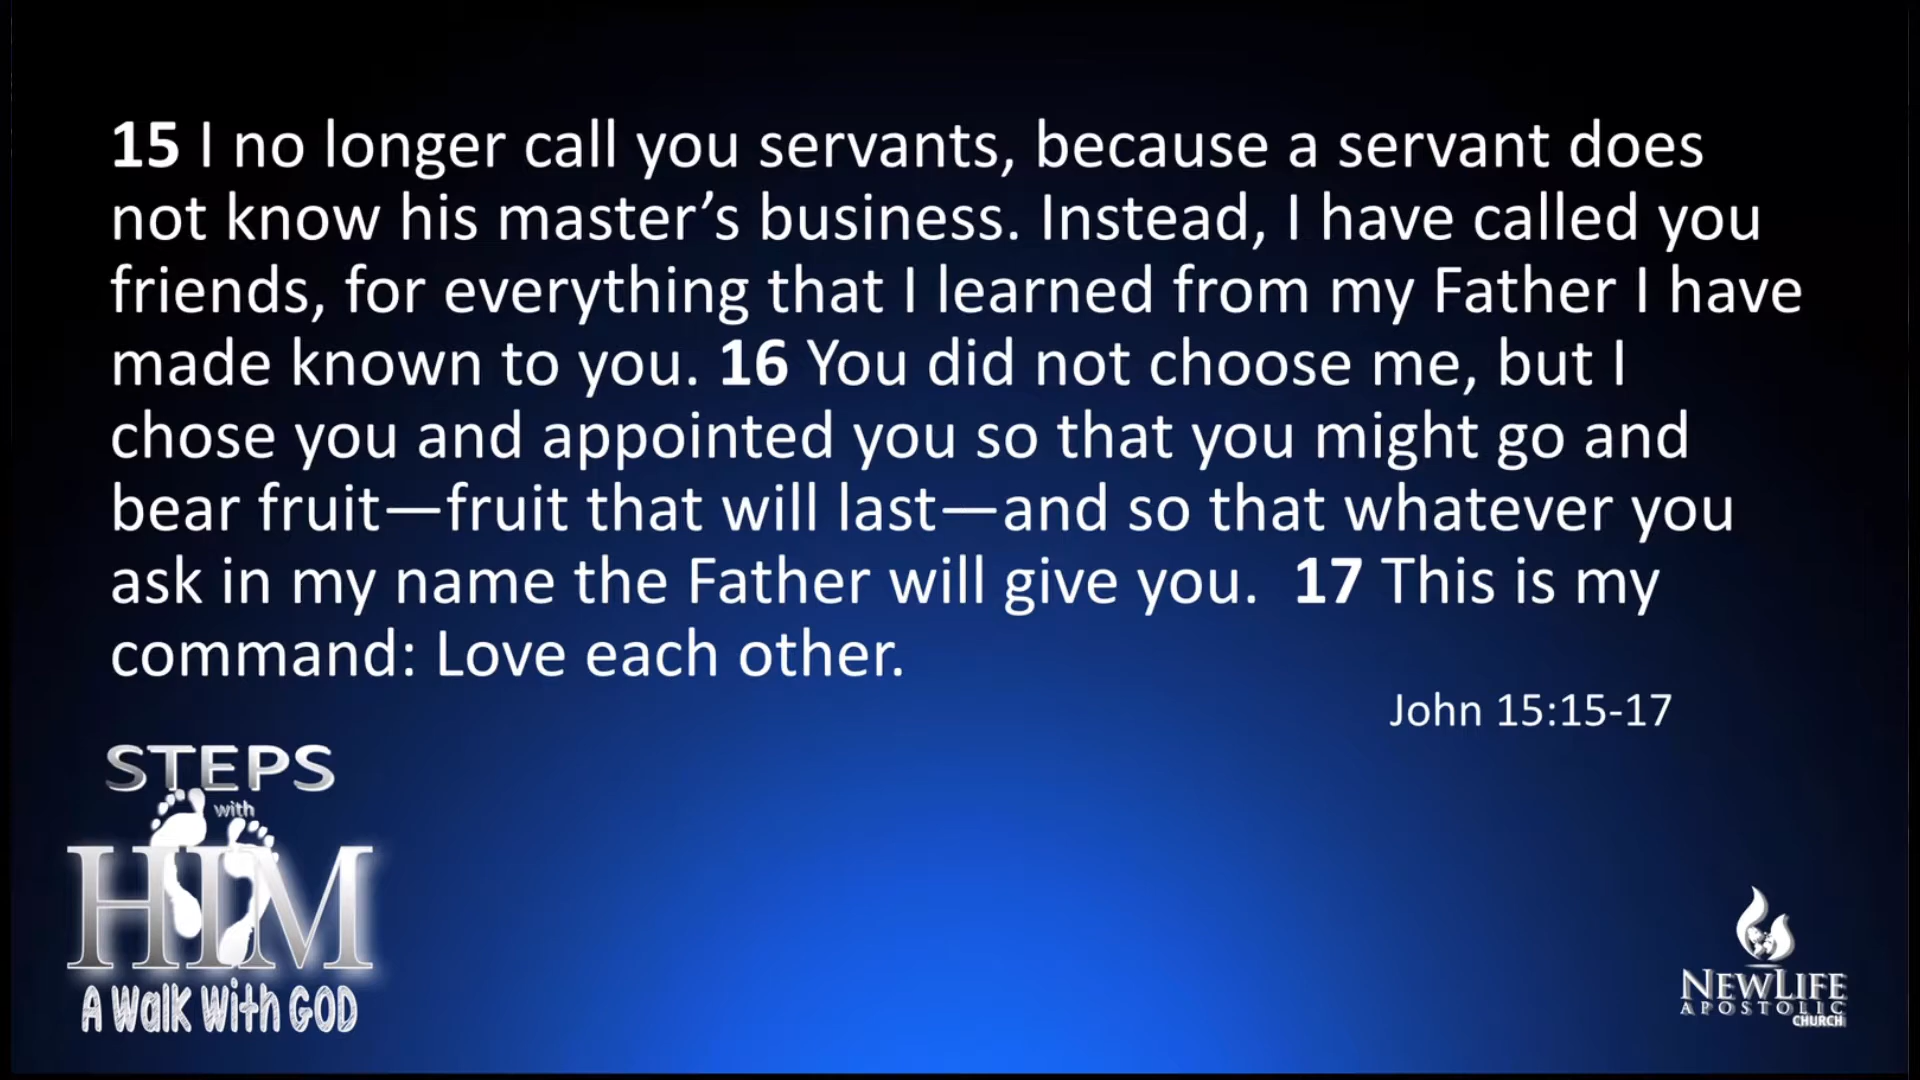 15 I no longer call you servants, because a servant does
not know his master’s business. Instead, I have called you
friends, for everything that I learned from my Father I have
made known to you. 16 You did not choose me, but I
chose you and appointed you so that you might go and
bear fruit—fruit that will last—and so that whatever you
ask in my name the Father will give you.  17 This is my
command: Love each other.
John 15:15-17
STEPS
with
HIM
A Walk With GOD
NEWLIFE
APOSTOLIC
CHURCH